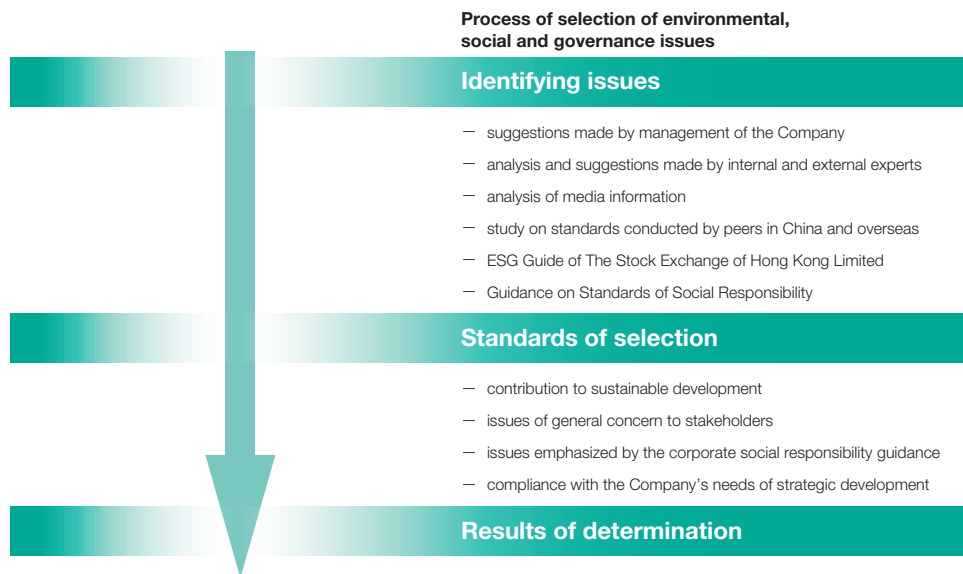 Process of selection of environmental,
social and governance issues
Identifying issues
— suggestions made by management of the Company
— analysis and suggestions made by internal and external experts
— analysis of media information
— study on standards conducted by peers in China and overseas
— ESG Guide of The Stock Exchange of Hong Kong Limited
— Guidance on Standards of Social Responsibility
Standards of selection
— contribution to sustainable development
— issues of general concern to stakeholders
— issues emphasized by the corporate social responsibility guidance
— compliance with the Company's needs of strategic development
Results of determination